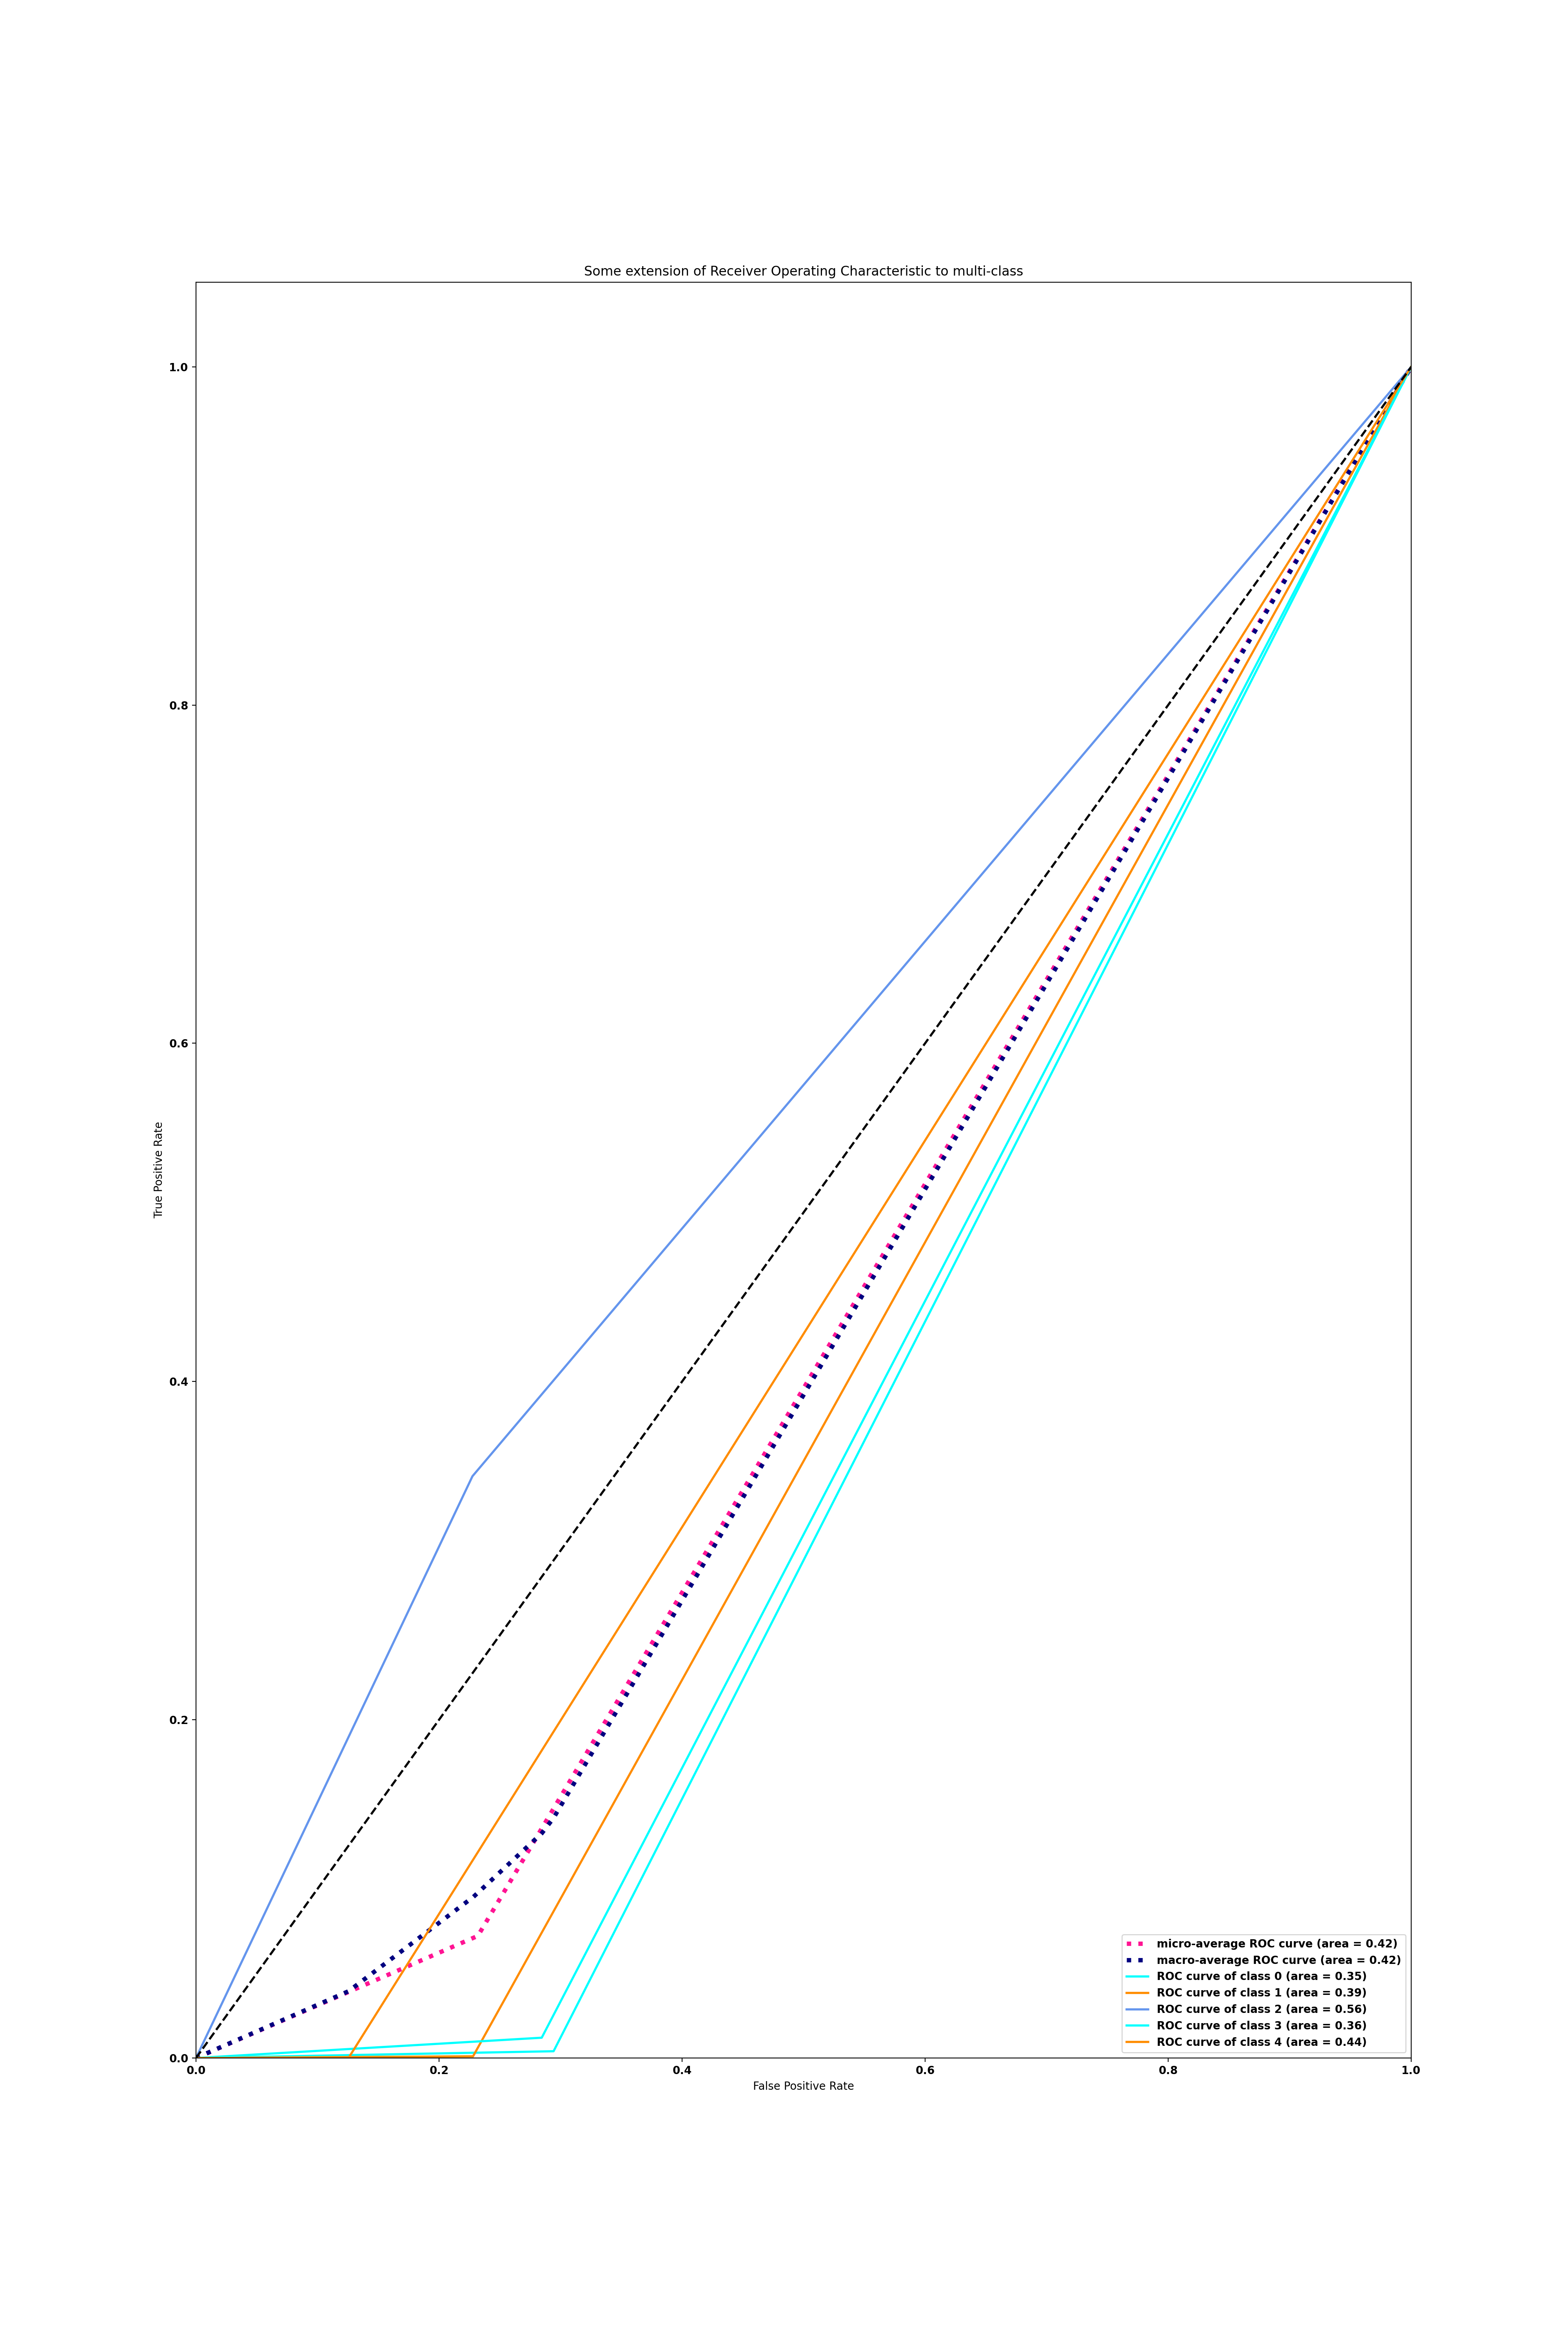 Some extension of Receiver Operating Characteristic to multi-class
1.0
0.8
0.6
0.4
0.2
0.0
True Positive Rate
0.0 0.2 0.4 0.6 0.8 1.0
False Positive Rate
micro-average ROC curve (area = 0.42)
macro-average ROC curve (area = 0.42)
ROC curve of class 0 (area = 0.35)
ROC curve of class 1 (area = 0.39)
ROC curve of class 2 (area = 0.56)
ROC curve of class 3 (area = 0.36)
ROC curve of class 4 (area = 0.44)